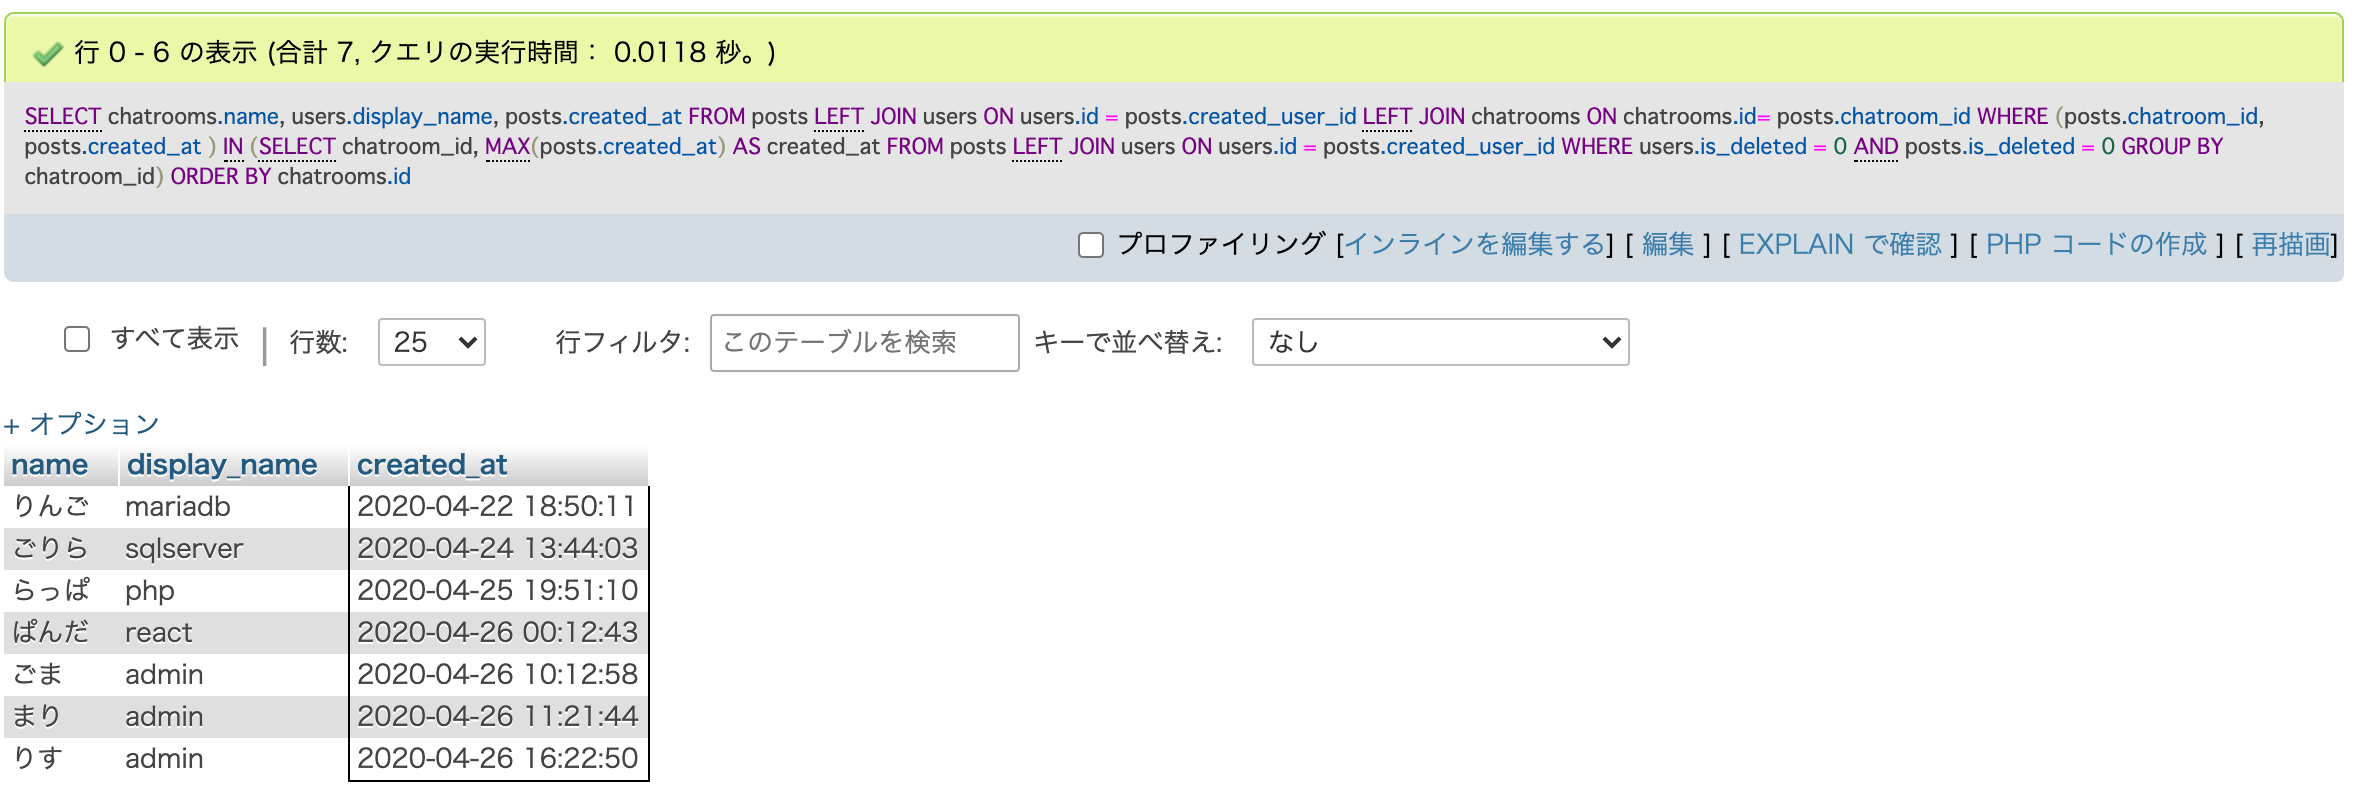 行 0 - 6 の表示 (合計 7, クエリの実行時間： 0.0118 秒。)
SELECT chatrooms.name, users.display_name, posts.created_at FROM posts LEFT JOIN users ON users.id = posts.created_user_id LEFT JOIN chatrooms ON chatrooms.id= posts.chatroom_id WHERE (posts.chatroom_id,
posts.created_at ) IN (SELECT chatroom_id, MAX(posts.created_at) AS created_at FROM posts LEFT JOIN users ON users.id = posts.created_user_id WHERE users.is_deleted = 0 AND posts.is_deleted = 0 GROUP BY
chatroom_id) ORDER BY chatrooms.id
プロファイリング [インラインを編集する] [ 編集 ] [ EXPLAIN で確認 ] [ PHP コードの作成 ] [ 再描画]
すべて表示 | 行数: 25 行フィルタ: このテーブルを検索 キーで並べ替え: なし
+ オプション
name display_name created_at
りんご mariadb 2020-04-22 18:50:11
ごりら sqlserver 2020-04-24 13:44:03
らっぱ php 2020-04-25 19:51:10
ぱんだ react 2020-04-26 00:12:43
ごま admin 2020-04-26 10:12:58
まり admin 2020-04-26 11:21:44
りす admin 2020-04-26 16:22:50